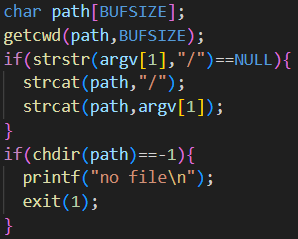 char path[BUFSIZE];
getcwd(path,BUFSIZE);
if(strstr(argv[1],"/")==NULL){
  strcat(path,"/");
  strcat(path,argv[1]);
}
if(chdir(path)==-1){
  printf("no file\n");
  exit(1);
}